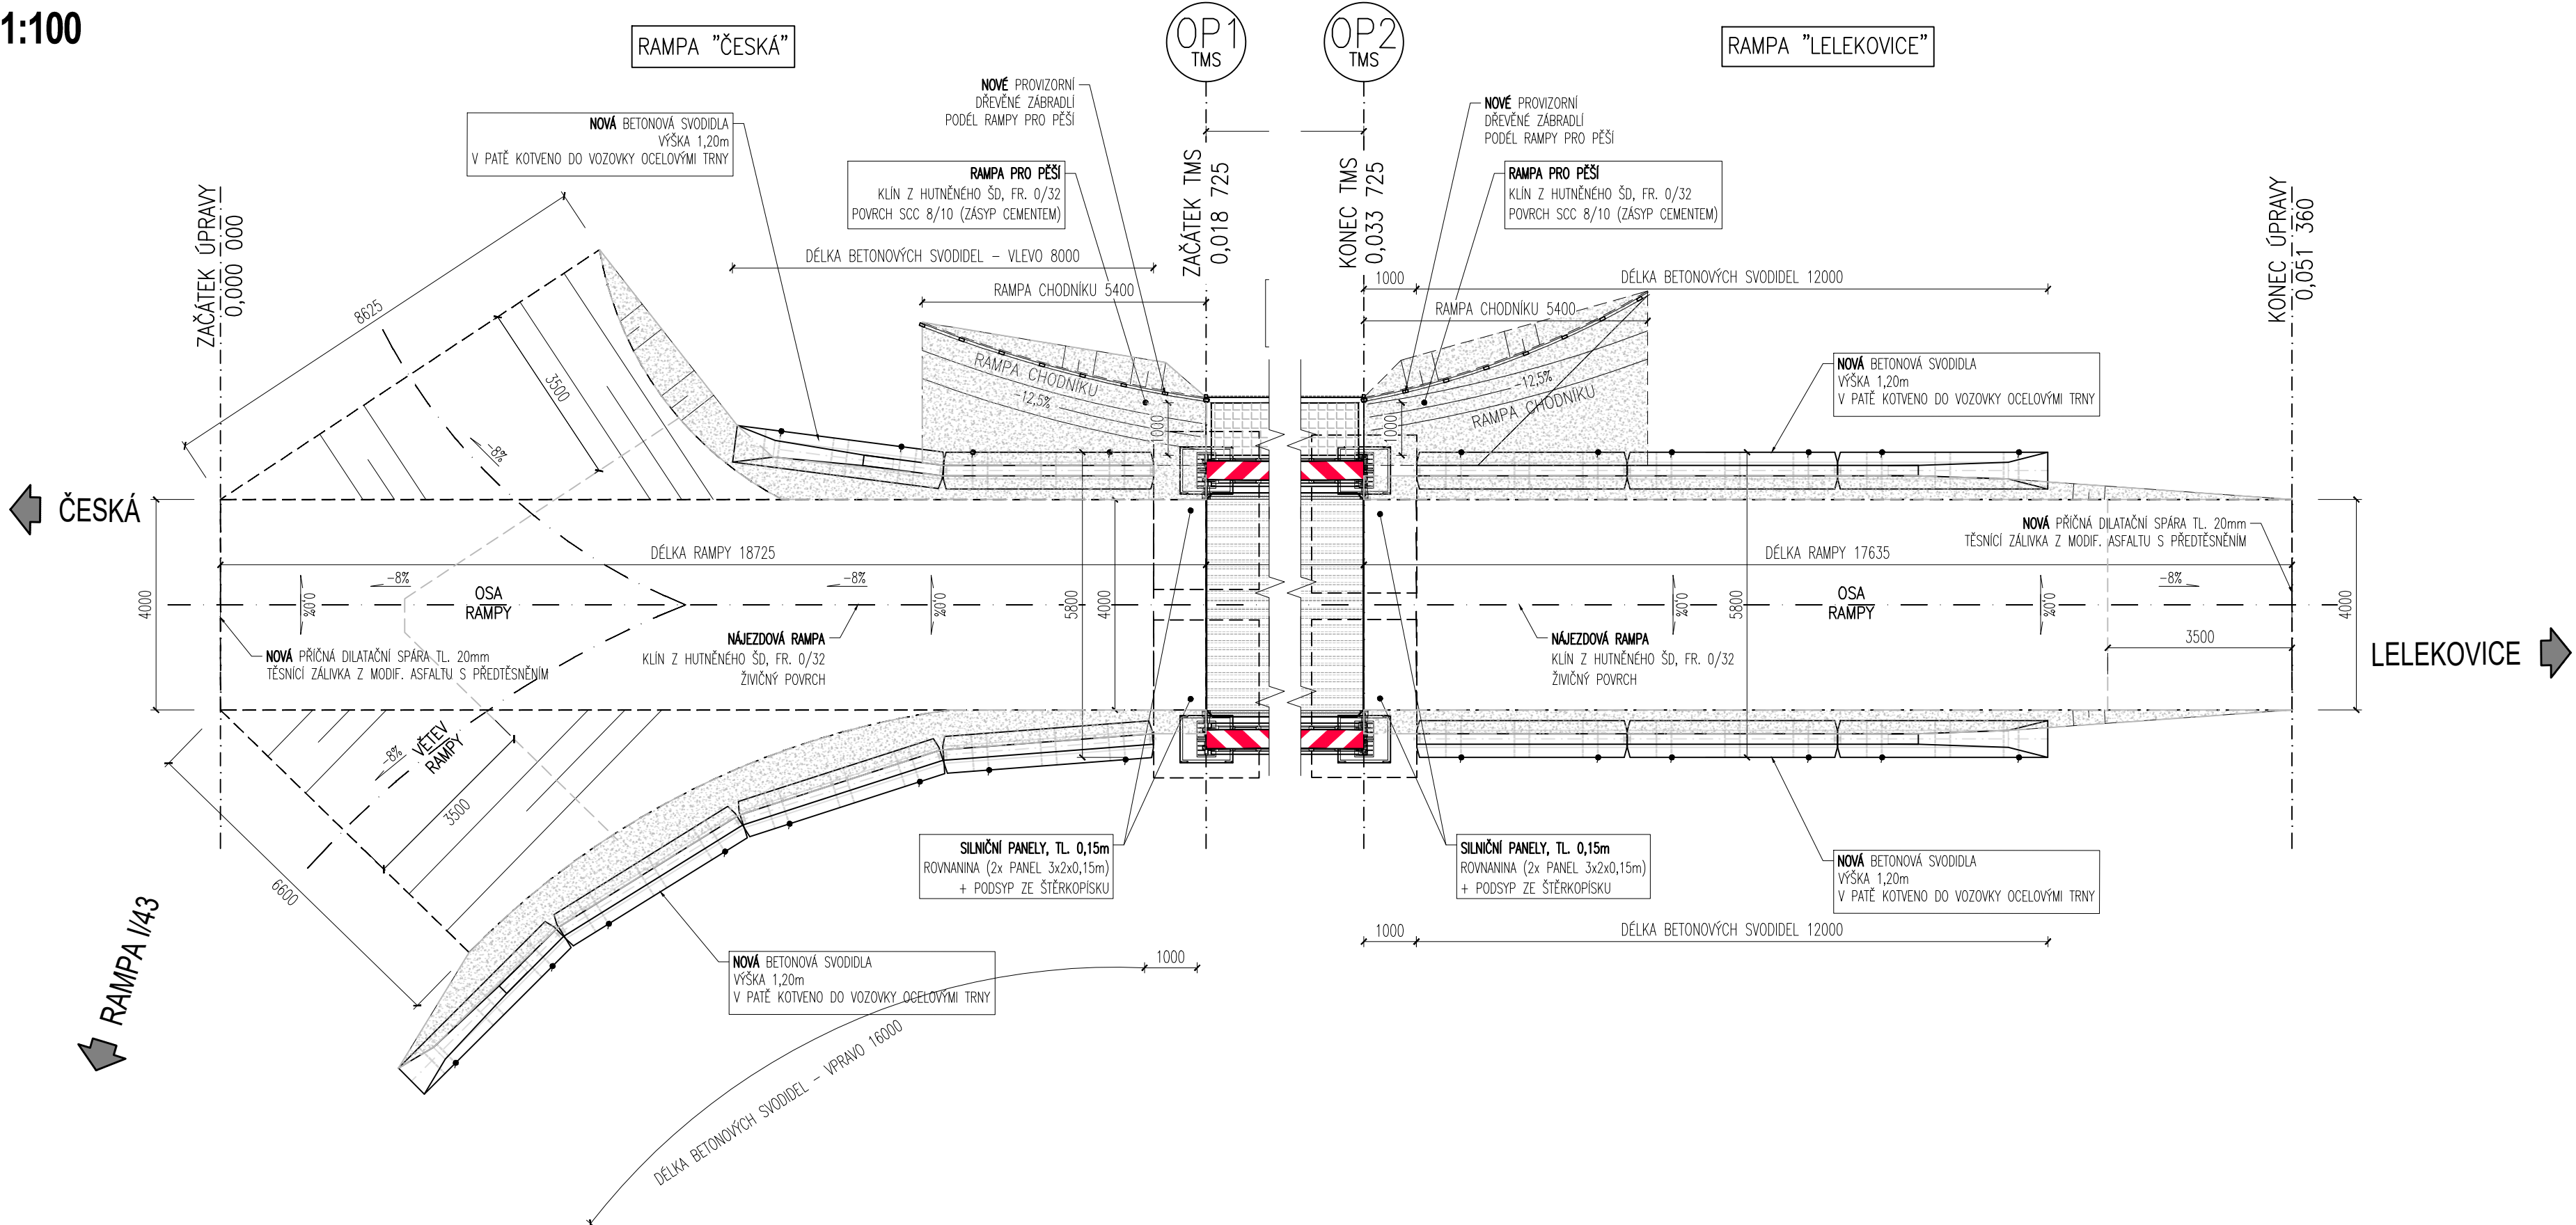 1:100
RAMPA "ČESKÁ"
OP1
TMS
OP2
TMS
RAMPA "LELEKOVICE"
NOVÉ PROVIZORNÍ
DŘEVĚNÉ ZÁBRADLÍ
PODÉL RAMPY PRO PĚŠÍ
NOVÉ PROVIZORNÍ
DŘEVĚNÉ ZÁBRADLÍ
PODÉL RAMPY PRO PĚŠÍ
NOVÁ BETONOVÁ SVODIDLA
VÝŠKA 1,20m
V PATĚ KOTVENO DO VOZOVKY OCELOVÝMI TRNY
RAMPA PRO PĚŠÍ
KLÍN Z HUTNĚNÉHO ŠD, FR. 0/32
POVRCH SCC 8/10 (ZÁSYP CEMENTEM)
RAMPA PRO PĚŠÍ
KLÍN Z HUTNĚNÉHO ŠD, FR. 0/32
POVRCH SCC 8/10 (ZÁSYP CEMENTEM)
ZAČÁTEK ÚPRAVY
0,000 000
ZAČÁTEK TMS
0,018 725
KONEC TMS
0,033 725
KONEC ÚPRAVY
0,051 360
DÉLKA BETONOVÝCH SVODIDEL - VLEVO 8000
RAMPA CHODNÍKU 5400
1000
DÉLKA BETONOVÝCH SVODIDEL 12000
RAMPA CHODNÍKU 5400
8625
3500
RAMPA CHODNÍKU
-12,5%
1000
1000
-12,5%
RAMPA CHODNÍKU
NOVÁ BETONOVÁ SVODIDLA
VÝŠKA 1,20m
V PATĚ KOTVENO DO VOZOVKY OCELOVÝMI TRNY
-8%
ČESKÁ
NOVÁ PŘÍČNÁ DILATAČNÍ SPÁRA TL. 20mm
TĚSNÍCÍ ZÁLIVKA Z MODIF. ASFALTU S PŘEDTĚSNĚNÍM
DÉLKA RAMPY 18725
DÉLKA RAMPY 17635
-8%
-8%
-8%
4000
0,0%
OSA
RAMPY
0,0%
5800
4000
0,0%
5800
OSA
RAMPY
0,0%
4000
NOVÁ PŘÍČNÁ DILATAČNÍ SPÁRA TL. 20mm
TĚSNÍCÍ ZÁLIVKA Z MODIF. ASFALTU S PŘEDTĚSNĚNÍM
NÁJEZDOVÁ RAMPA
KLÍN Z HUTNĚNÉHO ŠD, FR. 0/32
ŽIVIČNÝ POVRCH
NÁJEZDOVÁ RAMPA
KLÍN Z HUTNĚNÉHO ŠD, FR. 0/32
ŽIVIČNÝ POVRCH
3500
LELEKOVICE
VĚTEV
RAMPY
-8%
3500
6600
SILNIČNÍ PANELY, TL. 0,15m
ROVNANINA (2x PANEL 3x2x0,15m)
+ PODSYP ZE ŠTĚRKOPÍSKU
SILNIČNÍ PANELY, TL. 0,15m
ROVNANINA (2x PANEL 3x2x0,15m)
+ PODSYP ZE ŠTĚRKOPÍSKU
NOVÁ BETONOVÁ SVODIDLA
VÝŠKA 1,20m
V PATĚ KOTVENO DO VOZOVKY OCELOVÝMI TRNY
1000
DÉLKA BETONOVÝCH SVODIDEL 12000
RAMPA I/43
NOVÁ BETONOVÁ SVODIDLA
VÝŠKA 1,20m
V PATĚ KOTVENO DO VOZOVKY OCELOVÝMI TRNY
1000
DÉLKA BETONOVÝCH SVODIDEL - VPRAVO 16000